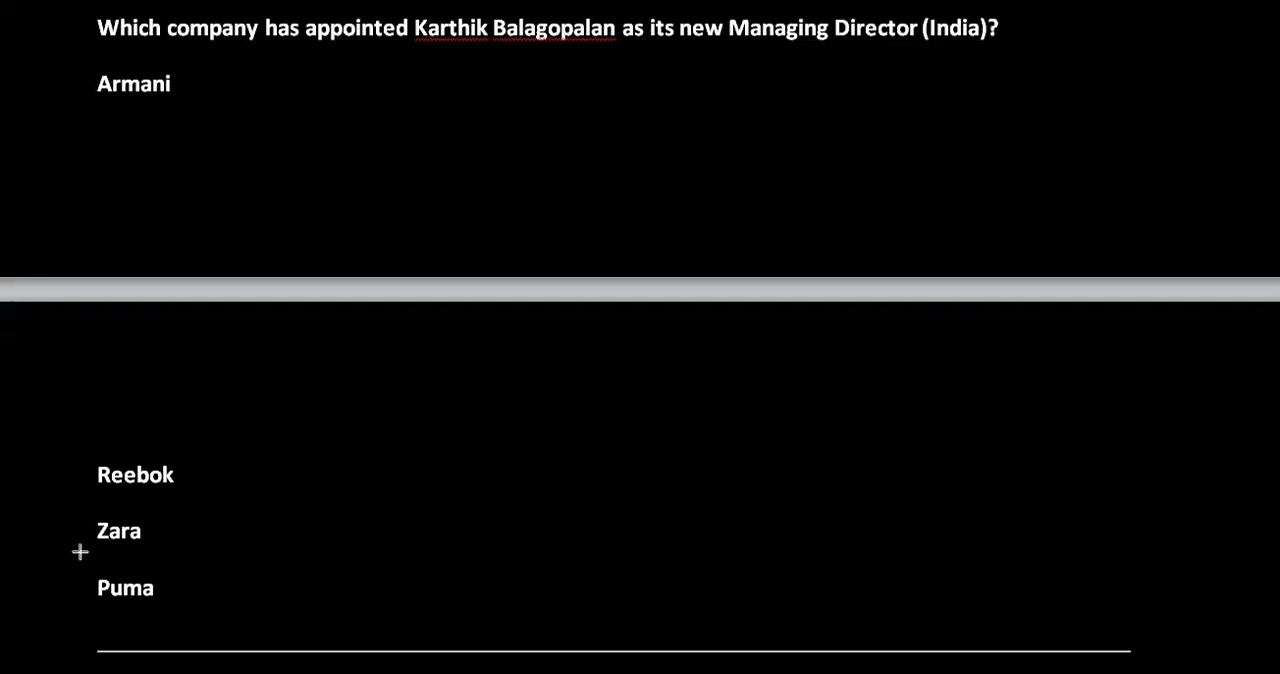 Which company has appointed Karthik Balagopalan as its new Managing Director (India)?
Armani
Reebok
Zara
Puma